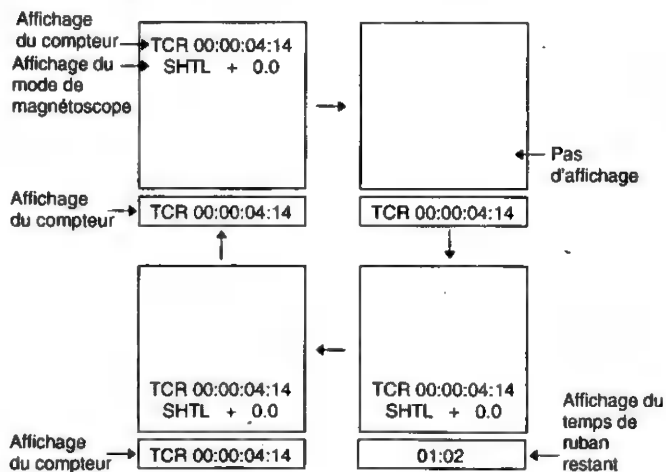 Affichage
du compteur
Affichage du
mode de
magnétoscope
TCR 00:00:04:14
SHTL + 0.0
Pas
d'affichage
Affichage
du compteur
TCR 00:00:04:14
TCR 00:00:04:14
TCR 00:00:04:14
SHTL + 0.0
TCR 00:00:04:14
SHTL + 0.0
Affichage
du compteur
TCR 00:00:04:14
01:02
Affichage du
temps de
ruban
restant